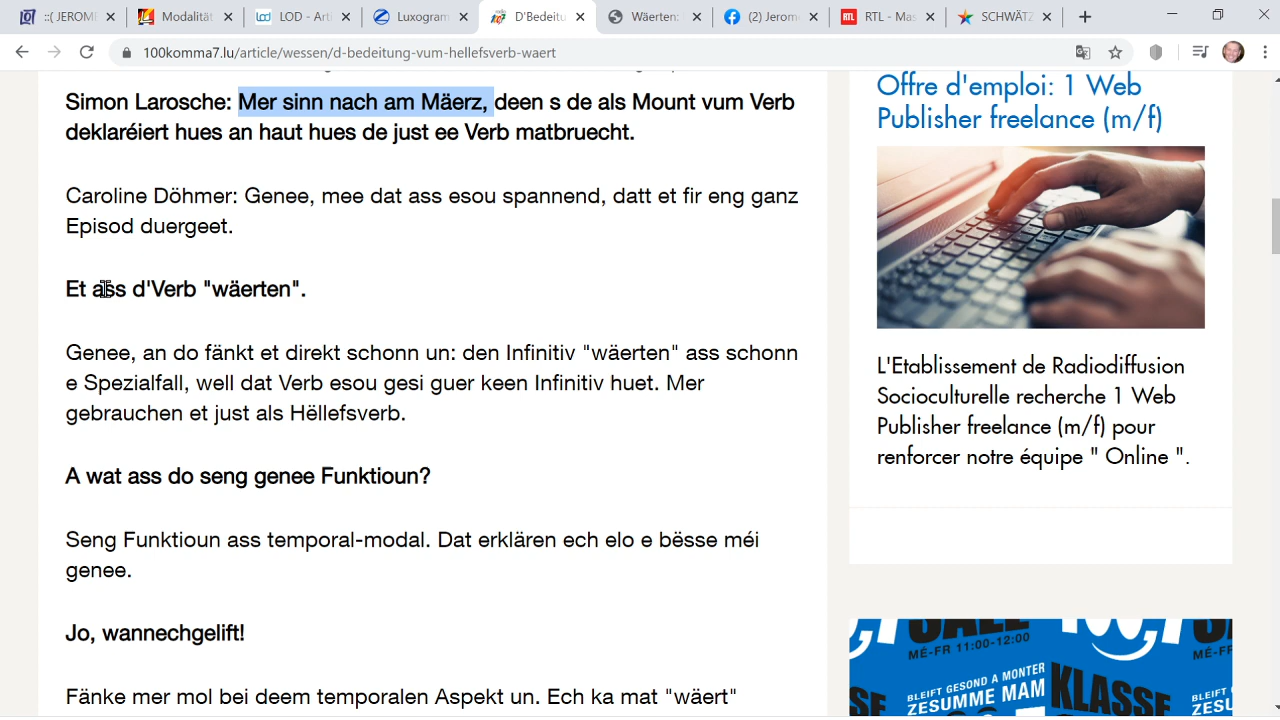 ::( JEROME
Modalität
LOD - Arti
Luxogram
D'Bedeitu
Wäerten:
(2) Jerom
RTL - Mas
SCHWÄTZ
100komma7.lu/article/wessen/d-bedeitung-vum-hellefsverb-waert
Simon Larosche: Mer sinn nach am Mäerz, deen s de als Mount vum Verb
deklaréiert hues an haut hues de just ee Verb matbruecht.
Caroline Döhmer: Genee, mee dat ass esou spannend, datt et fir eng ganz
Episod duergeet.
Et ass d'Verb "wäerten".
Genee, an do fänkt et direkt schonn un: den Infinitiv "wäerten" ass schonn
e Spezialfall, well dat Verb esou gesi guer keen Infinitiv huet. Mer
gebrauchen et just als Hëllefsverb.
A wat ass do seng genee Funktioun?
Seng Funktioun ass temporal-modal. Dat erklären ech elo e bësse méi
genee.
Jo, wannechgelift!
Fänke mer mol bei deem temporalen Aspekt un. Ech ka mat "wäert"
Offre d'emploi: 1 Web
Publisher freelance (m/f)
L'Etablissement de Radiodiffusion
Socioculturelle recherche 1 Web
Publisher freelance (m/f) pour
renforcer notre équipe " Online ".
MÉ-FR 11:00-12:00
BLEIFT GESOND A MONTER
ZESUMME MAM
KLASSE